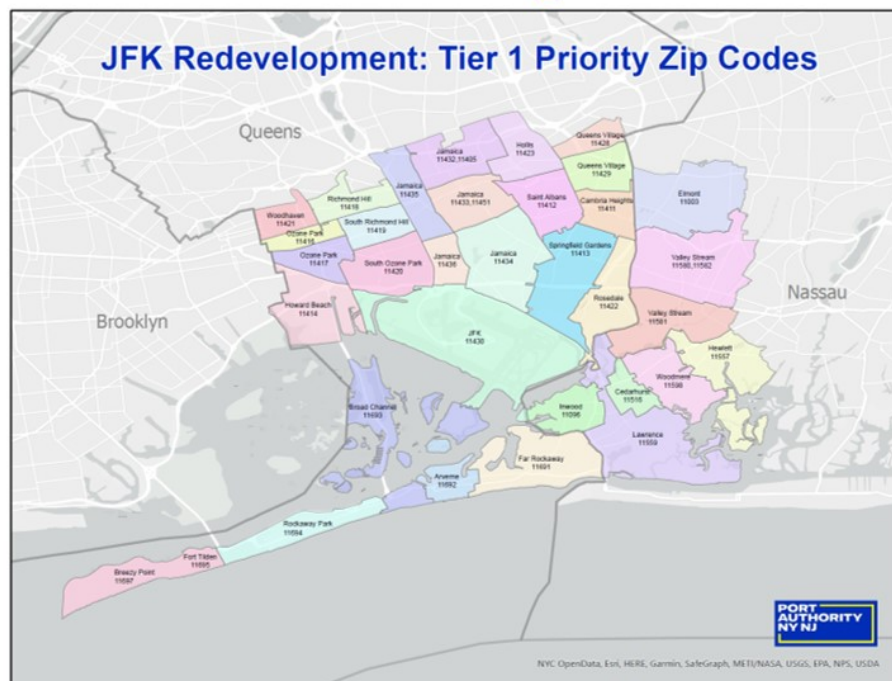 JFK Redevelopment: Tier 1 Priority Zip Codes
Queens
Queens Village
11428
Jamaica
11432,11405
Hollis
11423
Queens Village
11429
Jamaica
11435
Richmond Hill
11418
Jamaica
11433,11451
Saint Albans
11412
Cambria Heights
11411
Elmont
11003
Woodhaven
11421
South Richmond Hill
11419
Ozone Park
11416
Ozone Park
11417
South Ozone Park
11420
Jamaica
11436
Jamaica
11434
Springfield Gardens
11413
Valley Stream
11580,11582
Howard Beach
11414
Rosedale
11422
Nassau
Brooklyn
Valley Stream
11581
JFK
11430
Hewlett
11557
Woodmere
11598
Cedarhurst
11516
Broad Channel
11693
Inwood
11096
Lawrence
11559
Far Rockaway
11691
Arverne
11692
Rockaway Park
11694
Fort Tilden
11695
Breezy Point
11697
PORT
AUTHORITY
NY NJ
NYC OpenData, Esri, HERE, Garmin, SafeGraph, METI/NASA, USGS, EPA, NPS, USDA